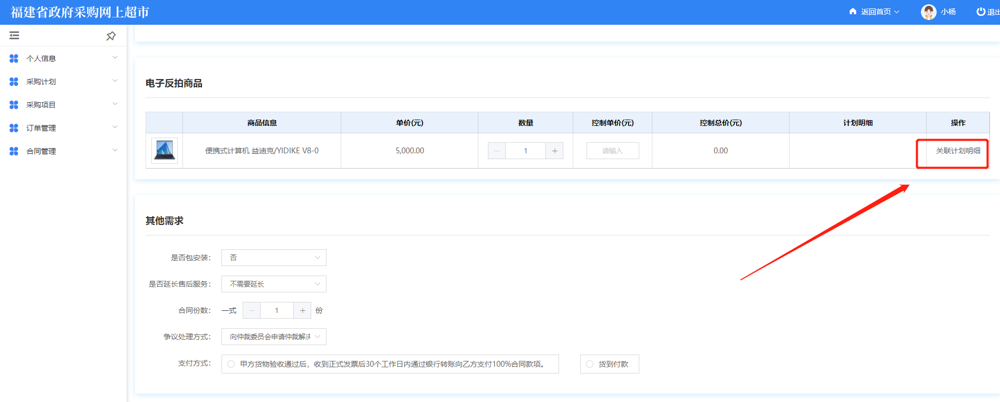 福建省政府采购网上超市
返回首页
小杨
退出
个人信息
采购计划
采购项目
订单管理
合同管理
电子反拍商品
商品信息 单价(元) 数量 控制单价(元) 控制总价(元) 计划明细 操作
便携式计算机 益迪克/YIDIKE V8-0 5,000.00 － 1 + 请输入 0.00 关联计划明细
其他需求
是否包安装： 否
是否延长售后服务： 不需要延长
合同份数： 一式 － 1 + 份
争议处理方式： 向仲裁委员会申请仲裁解决
支付方式： 甲方货物验收通过后，收到正式发票后30个工作日内通过银行转账向乙方支付100%合同款项。 货到付款